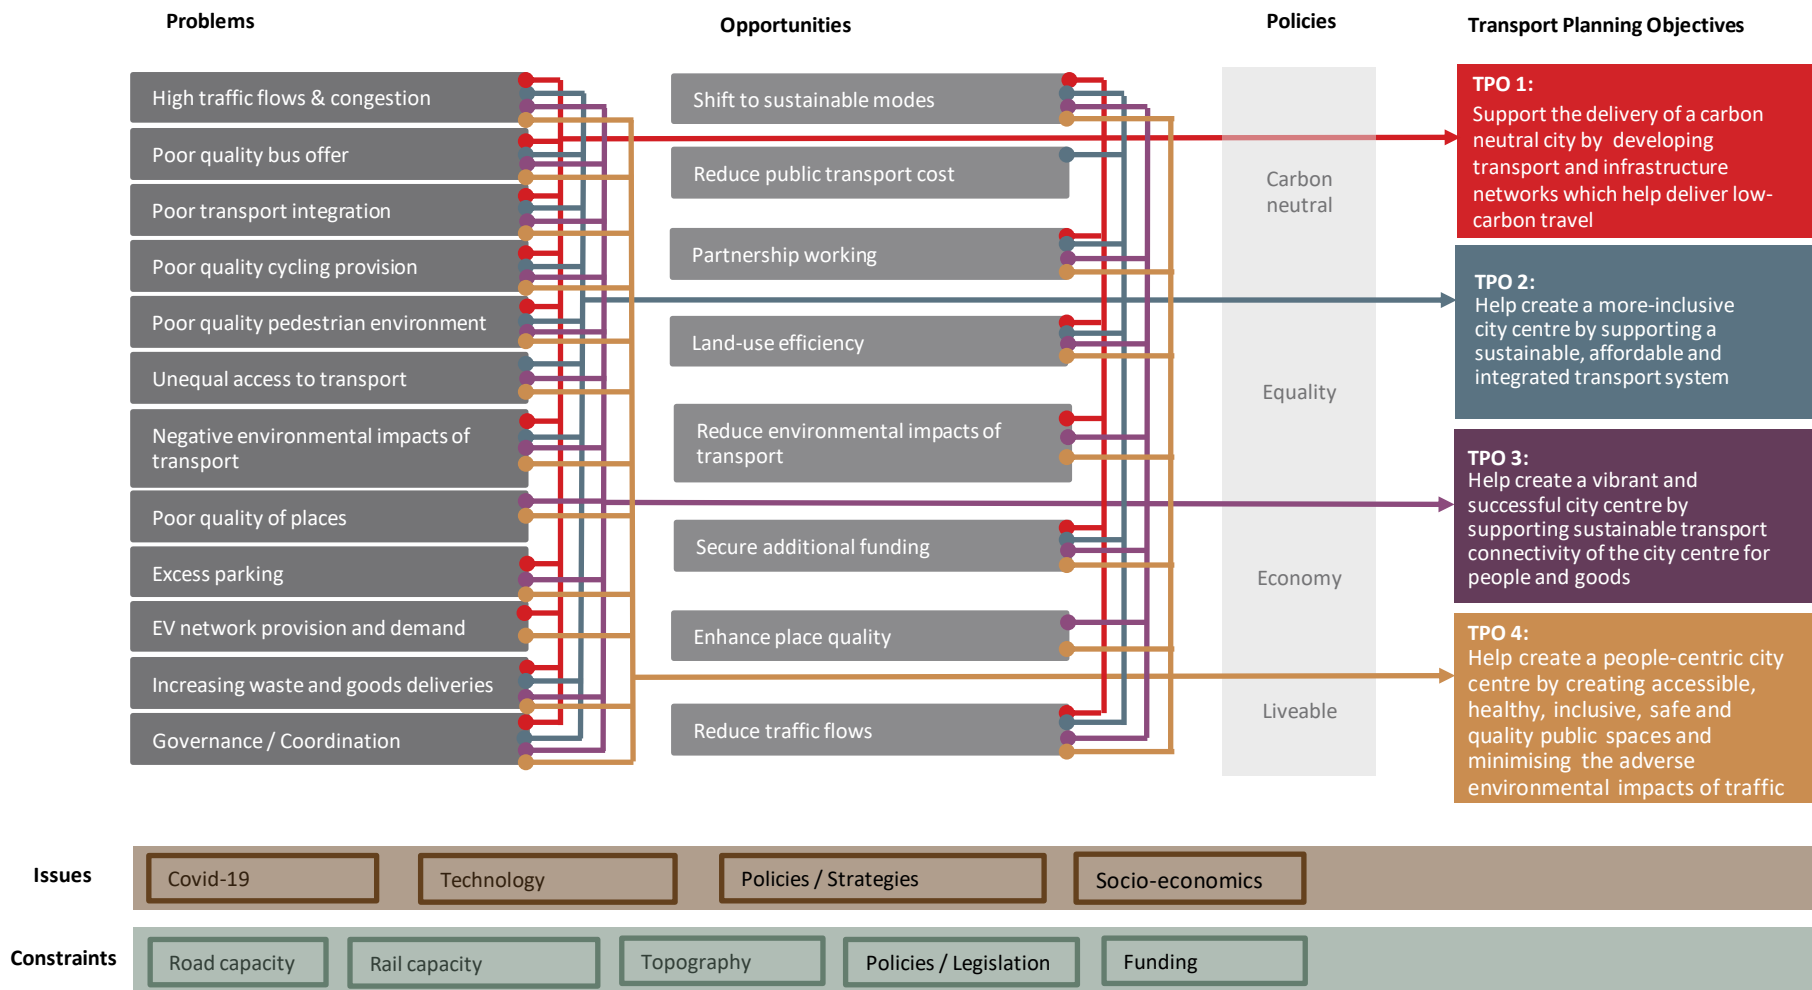 Problems
Opportunities
Policies
Transport Planning Objectives
High traffic flows & congestion
Poor quality bus offer
Poor transport integration
Poor quality cycling provision
Poor quality pedestrian environment
Unequal access to transport
Negative environmental impacts of
transport
Poor quality of places
Excess parking
EV network provision and demand
Increasing waste and goods deliveries
Governance / Coordination
Shift to sustainable modes
Reduce public transport cost
Partnership working
Land-use efficiency
Reduce environmental impacts of
transport
Secure additional funding
Enhance place quality
Reduce traffic flows
Carbon
neutral
Equality
Economy
Liveable
TPO 1:
Support the delivery of a carbon
neutral city by developing
transport and infrastructure
networks which help deliver low-
carbon travel
TPO 2:
Help create a more-inclusive
city centre by supporting a
sustainable, affordable and
integrated transport system
TPO 3:
Help create a vibrant and
successful city centre by
supporting sustainable transport
connectivity of the city centre for
people and goods
TPO 4:
Help create a people-centric city
centre by creating accessible,
healthy, inclusive, safe and
quality public spaces and
minimising the adverse
environmental impacts of traffic
Issues
Covid-19
Technology
Policies / Strategies
Socio-economics
Constraints
Road capacity
Rail capacity
Topography
Policies / Legislation
Funding